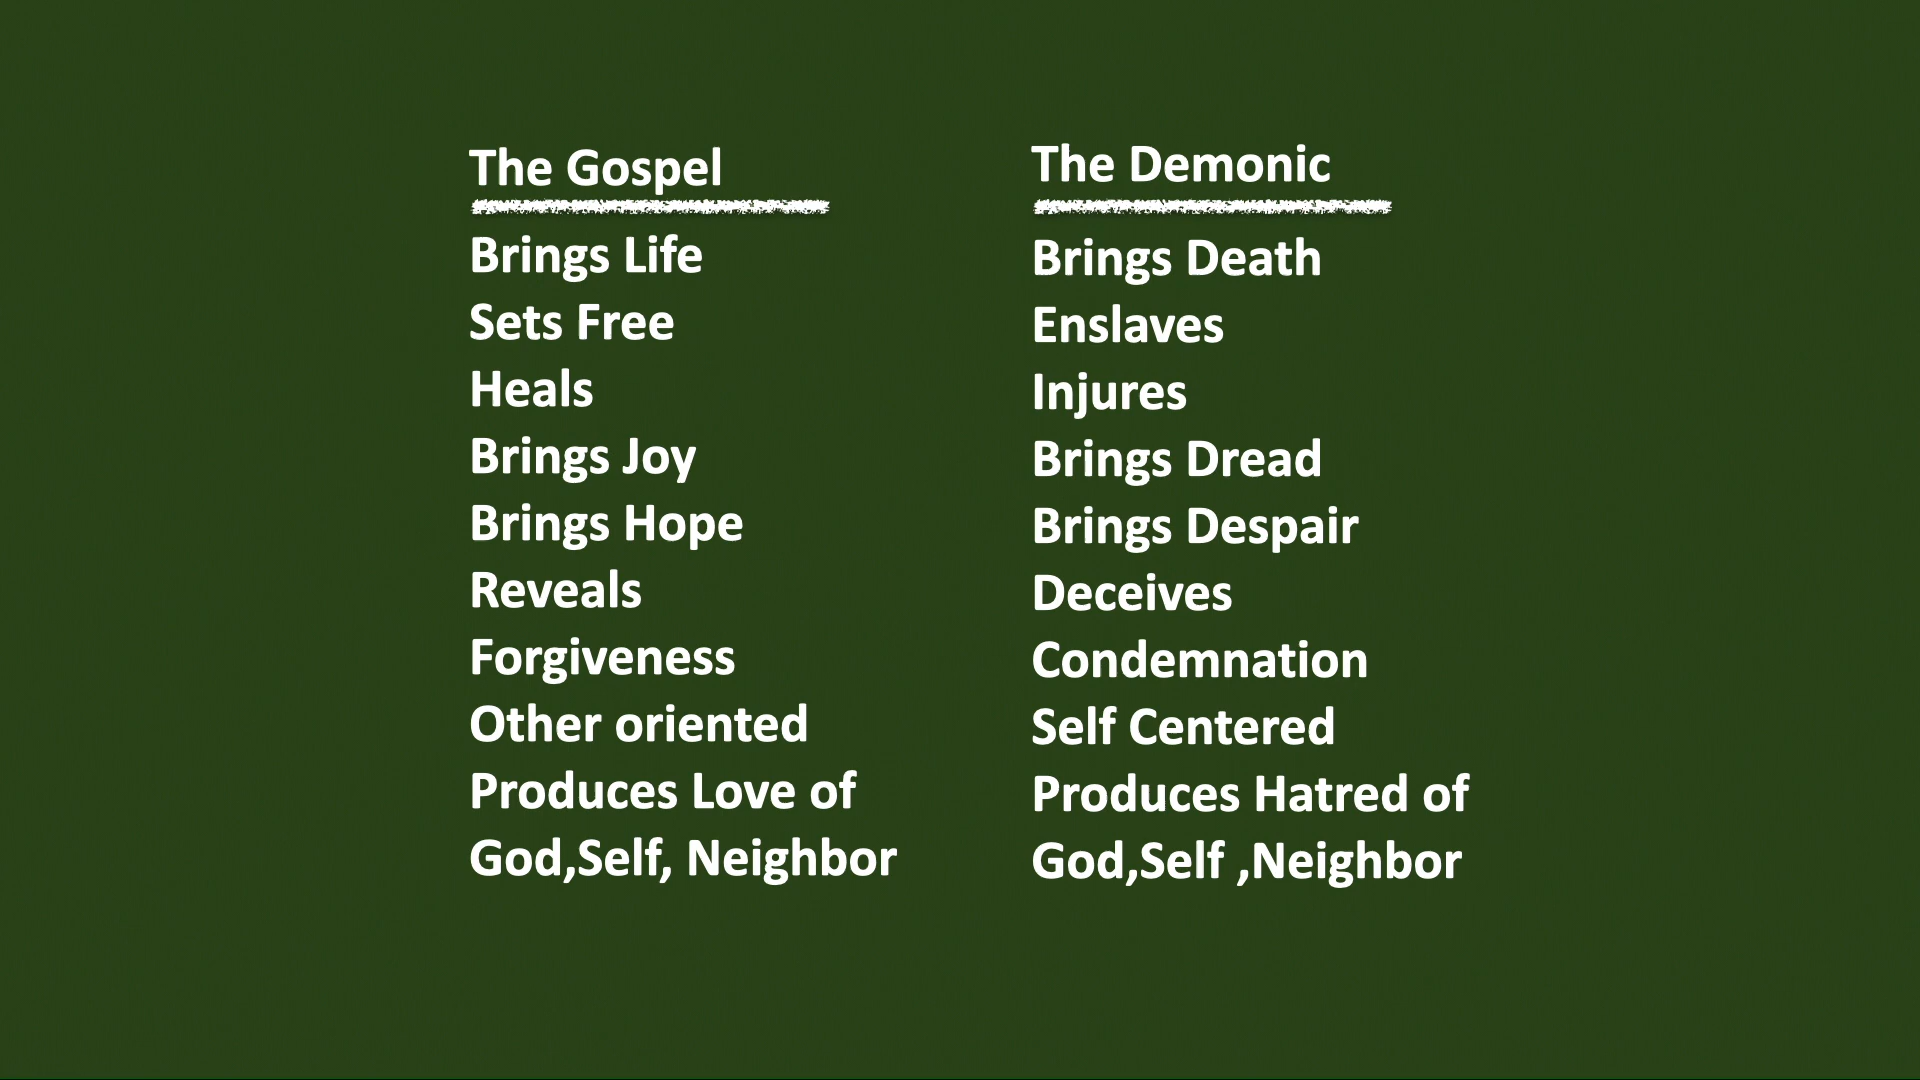 The Gospel
Brings Life
Sets Free
Heals
Brings Joy
Brings Hope
Reveals
Forgiveness
Other oriented
Produces Love of
God,Self, Neighbor
The Demonic
Brings Death
Enslaves
Injures
Brings Dread
Brings Despair
Deceives
Condemnation
Self Centered
Produces Hatred of
God,Self ,Neighbor